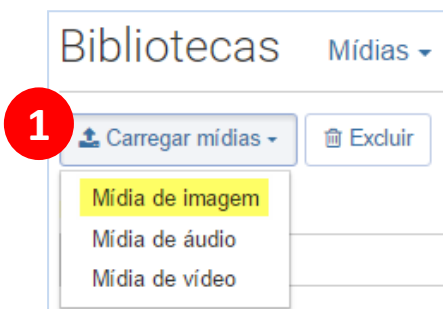 Bibliotecas Mídias
1 Carregar mídias Excluir
Mídia de imagem
Mídia de áudio
Mídia de vídeo